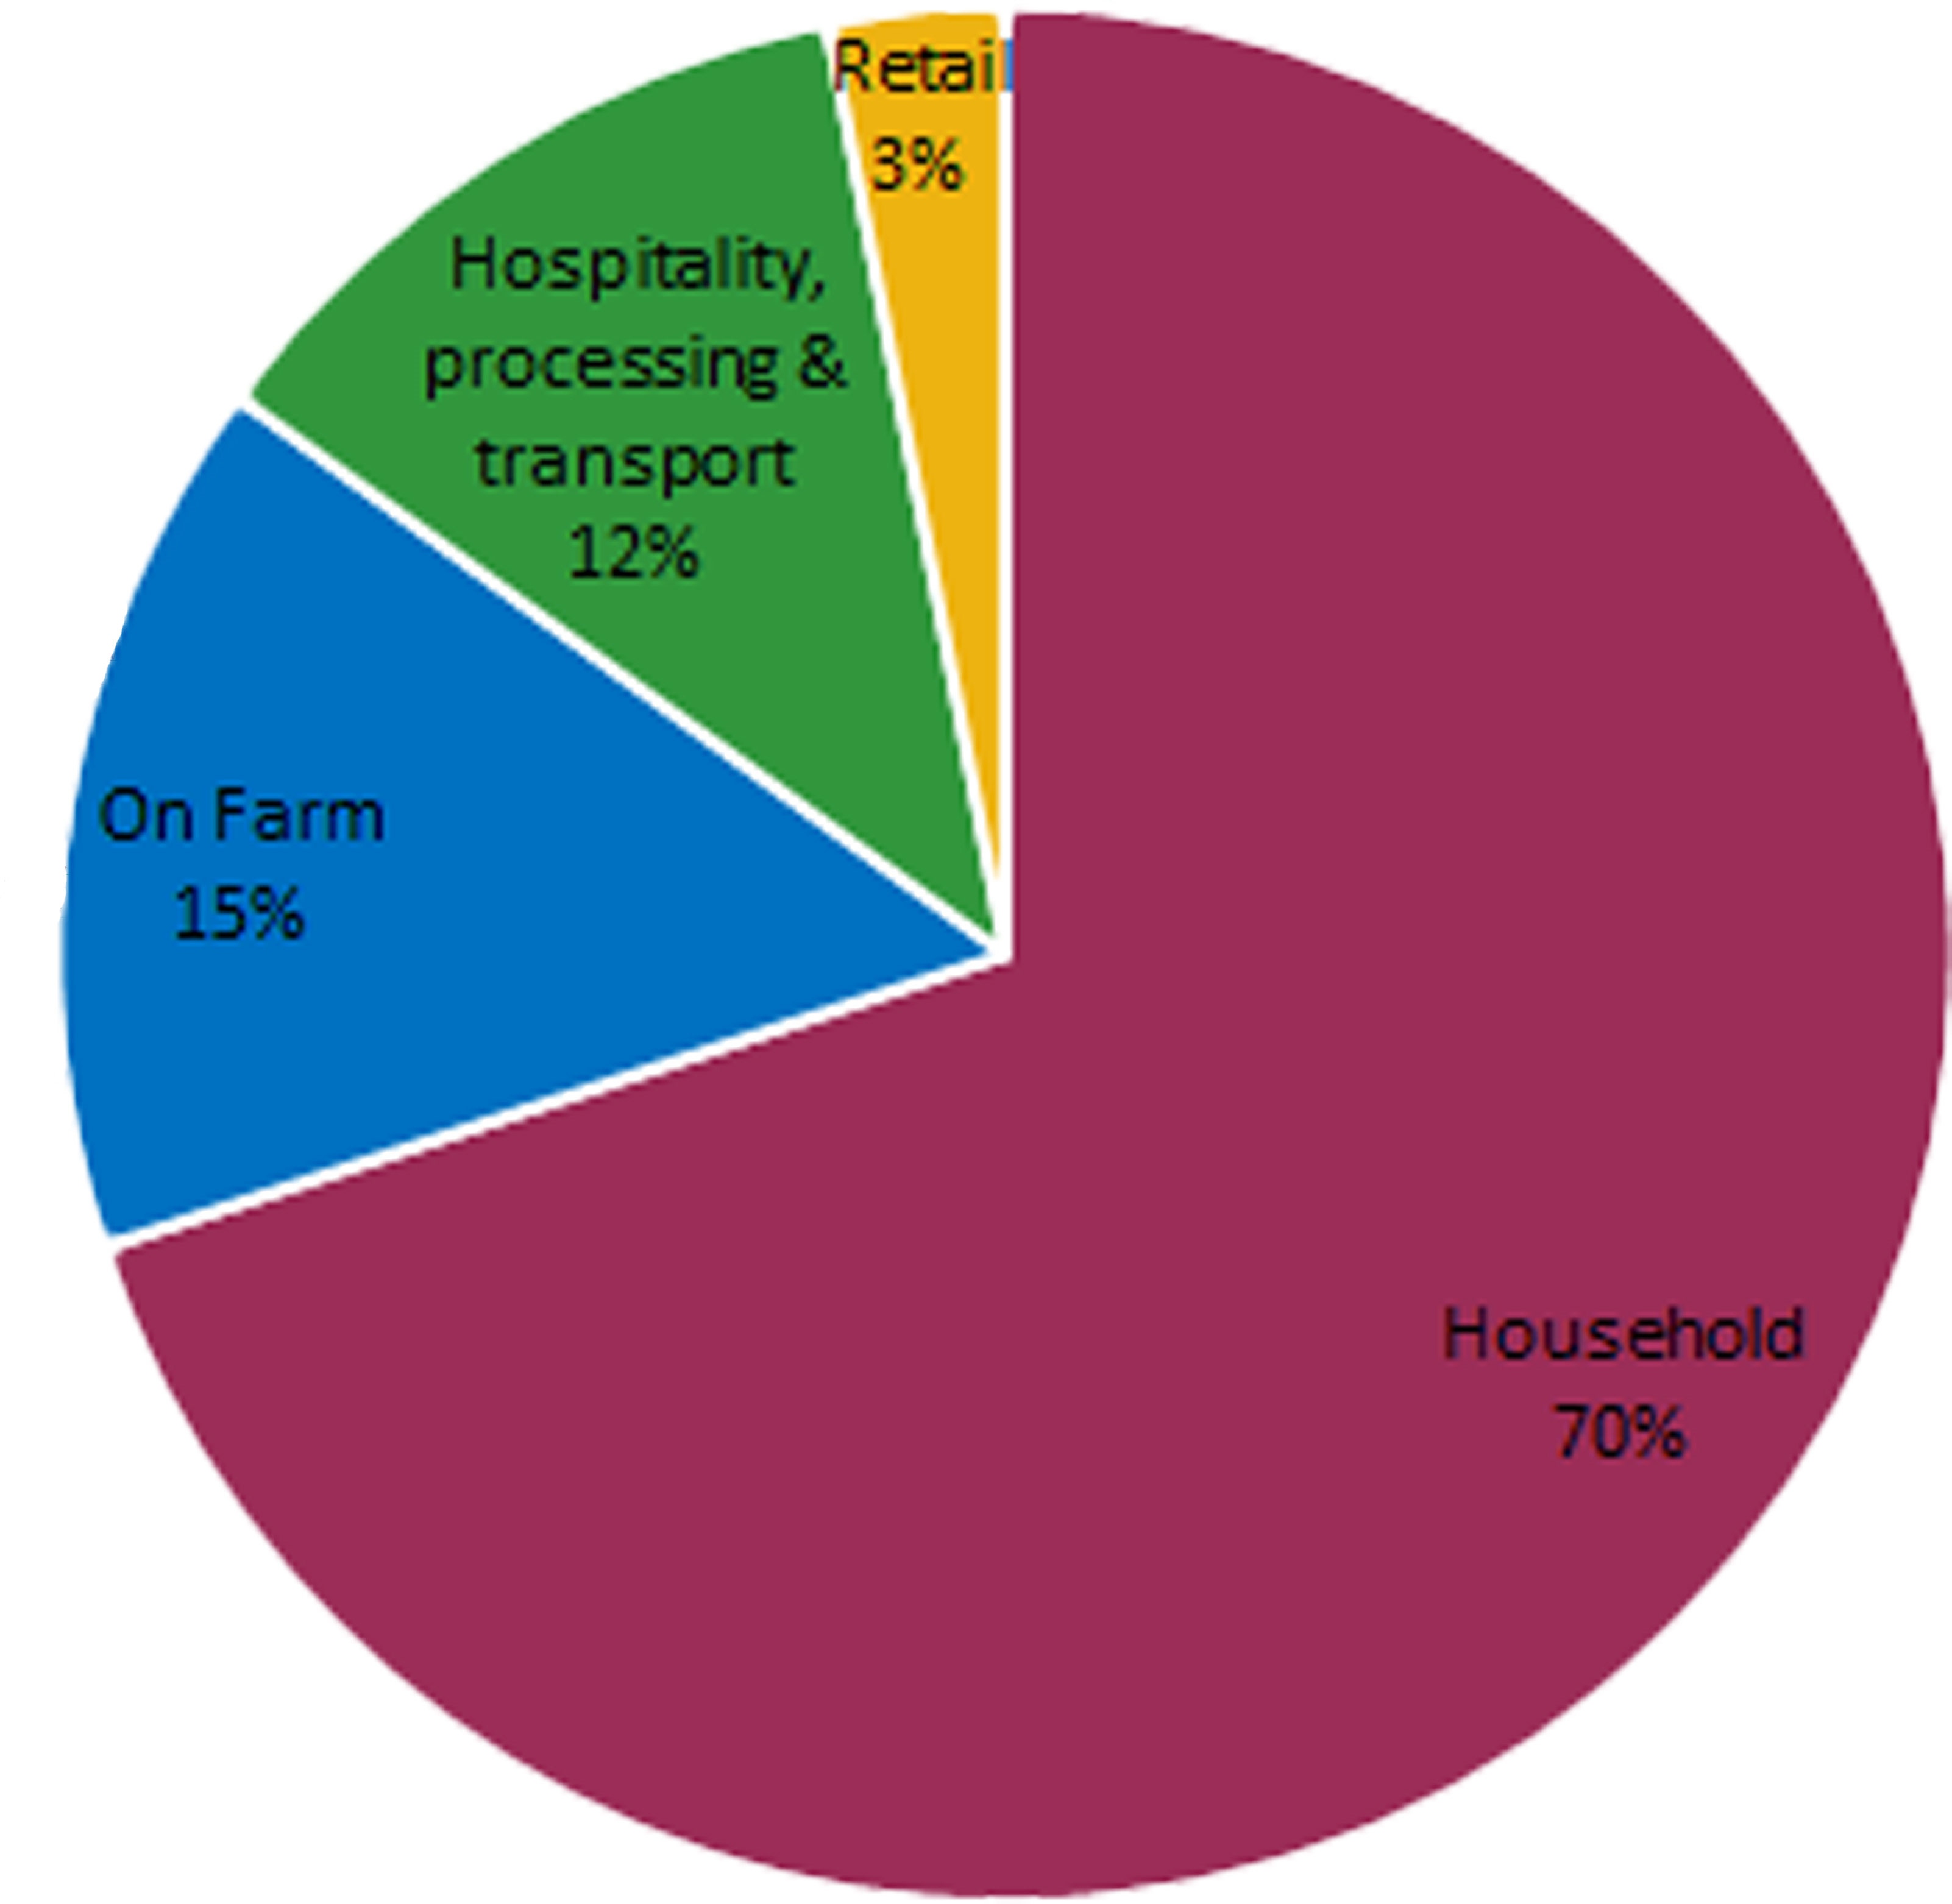 Retail
3%
Hospitality,
processing &
transport
12%
On Farm
15%
Household
70%